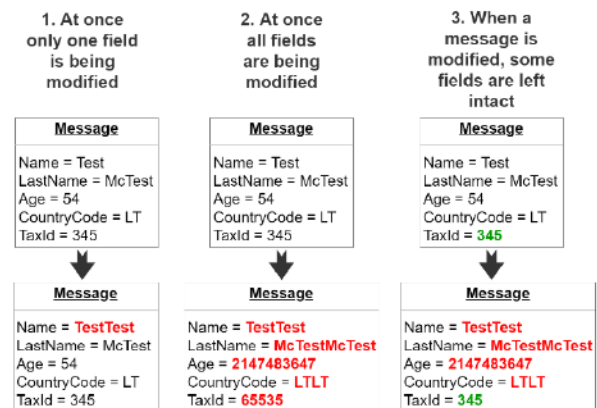 1. At once
only one field
is being
modified
2. At once
all fields
are being
modified
3. When a
message is
modified, some
fields are left
intact
Message
Name = Test
LastName = McTest
Age = 54
CountryCode = LT
TaxId = 345
Message
Name = Test
LastName = McTest
Age = 54
CountryCode = LT
TaxId = 345
Message
Name = Test
LastName = McTest
Age = 54
CountryCode = LT
TaxId = 345
Message
Name = TestTest
LastName = McTest
Age = 54
CountryCode = LT
TaxId = 345
Message
Name = TestTest
LastName = McTestMcTest
Age = 2147483647
CountryCode = LTLT
TaxId = 65535
Message
Name = TestTest
LastName = McTestMcTest
Age = 2147483647
CountryCode = LTLT
TaxId = 345